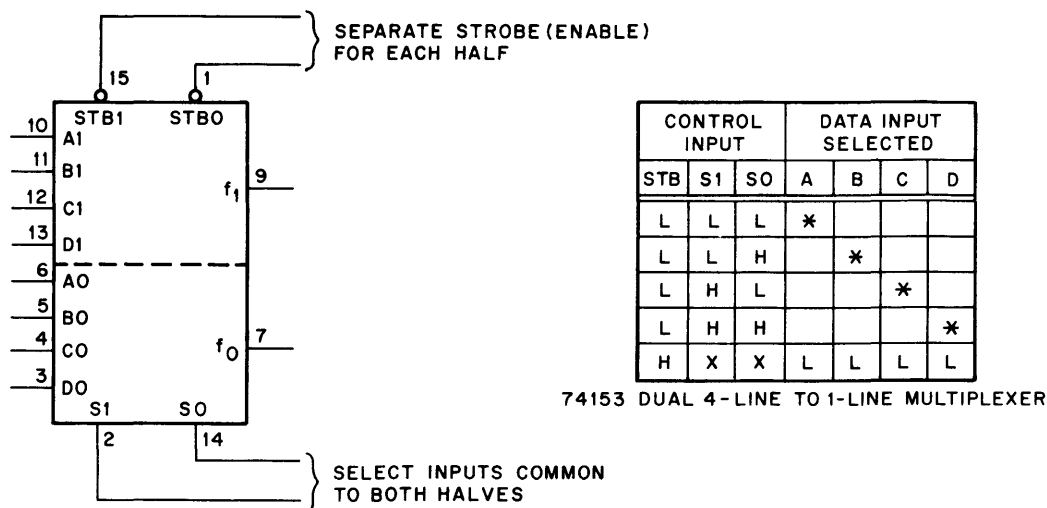 SEPARATE STROBE (ENABLE)
FOR EACH HALF
15 1
STB1 STB0
10 A1
11 B1
12 C1
13 D1
f1 9
6 A0
5 B0
4 C0
3 D0
f0 7
S1 S0
2 14
SELECT INPUTS COMMON
TO BOTH HALVES
CONTROL INPUT DATA INPUT SELECTED
STB S1 S0 A B C D
L L L *
L L H *
L H L *
L H H *
H X X L L L L
74153 DUAL 4-LINE TO 1-LINE MULTIPLEXER